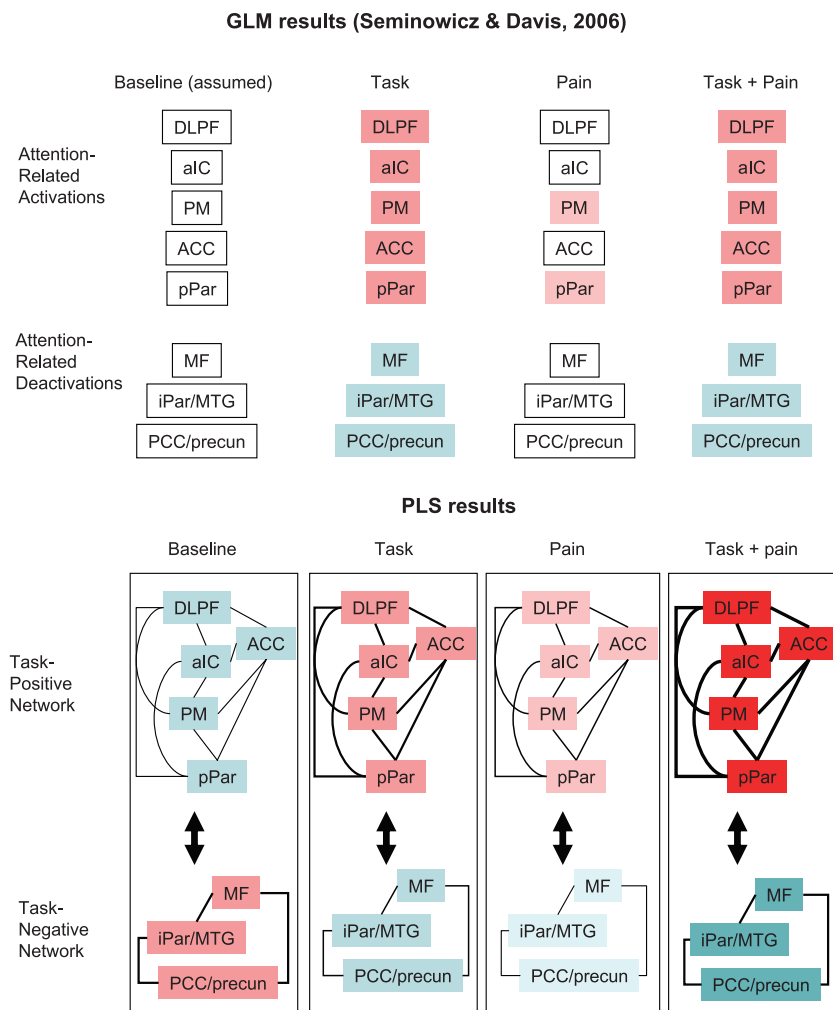 GLM results (Seminowicz & Davis, 2006)
Baseline (assumed) Task Pain Task + Pain
Attention-
Related
Activations
DLPF DLPF DLPF DLPF
aIC aIC aIC aIC
PM PM PM PM
ACC ACC ACC ACC
pPar pPar pPar pPar
Attention-
Related
Deactivations
MF MF MF MF
iPar/MTG iPar/MTG iPar/MTG iPar/MTG
PCC/precun PCC/precun PCC/precun PCC/precun
PLS results
Baseline Task Pain Task + pain
Task-
Positive
Network
DLPF DLPF DLPF DLPF
ACC ACC ACC ACC
aIC aIC aIC aIC
PM PM PM PM
pPar pPar pPar pPar
Task-
Negative
Network
MF MF MF MF
iPar/MTG iPar/MTG iPar/MTG iPar/MTG
PCC/precun PCC/precun PCC/precun PCC/precun